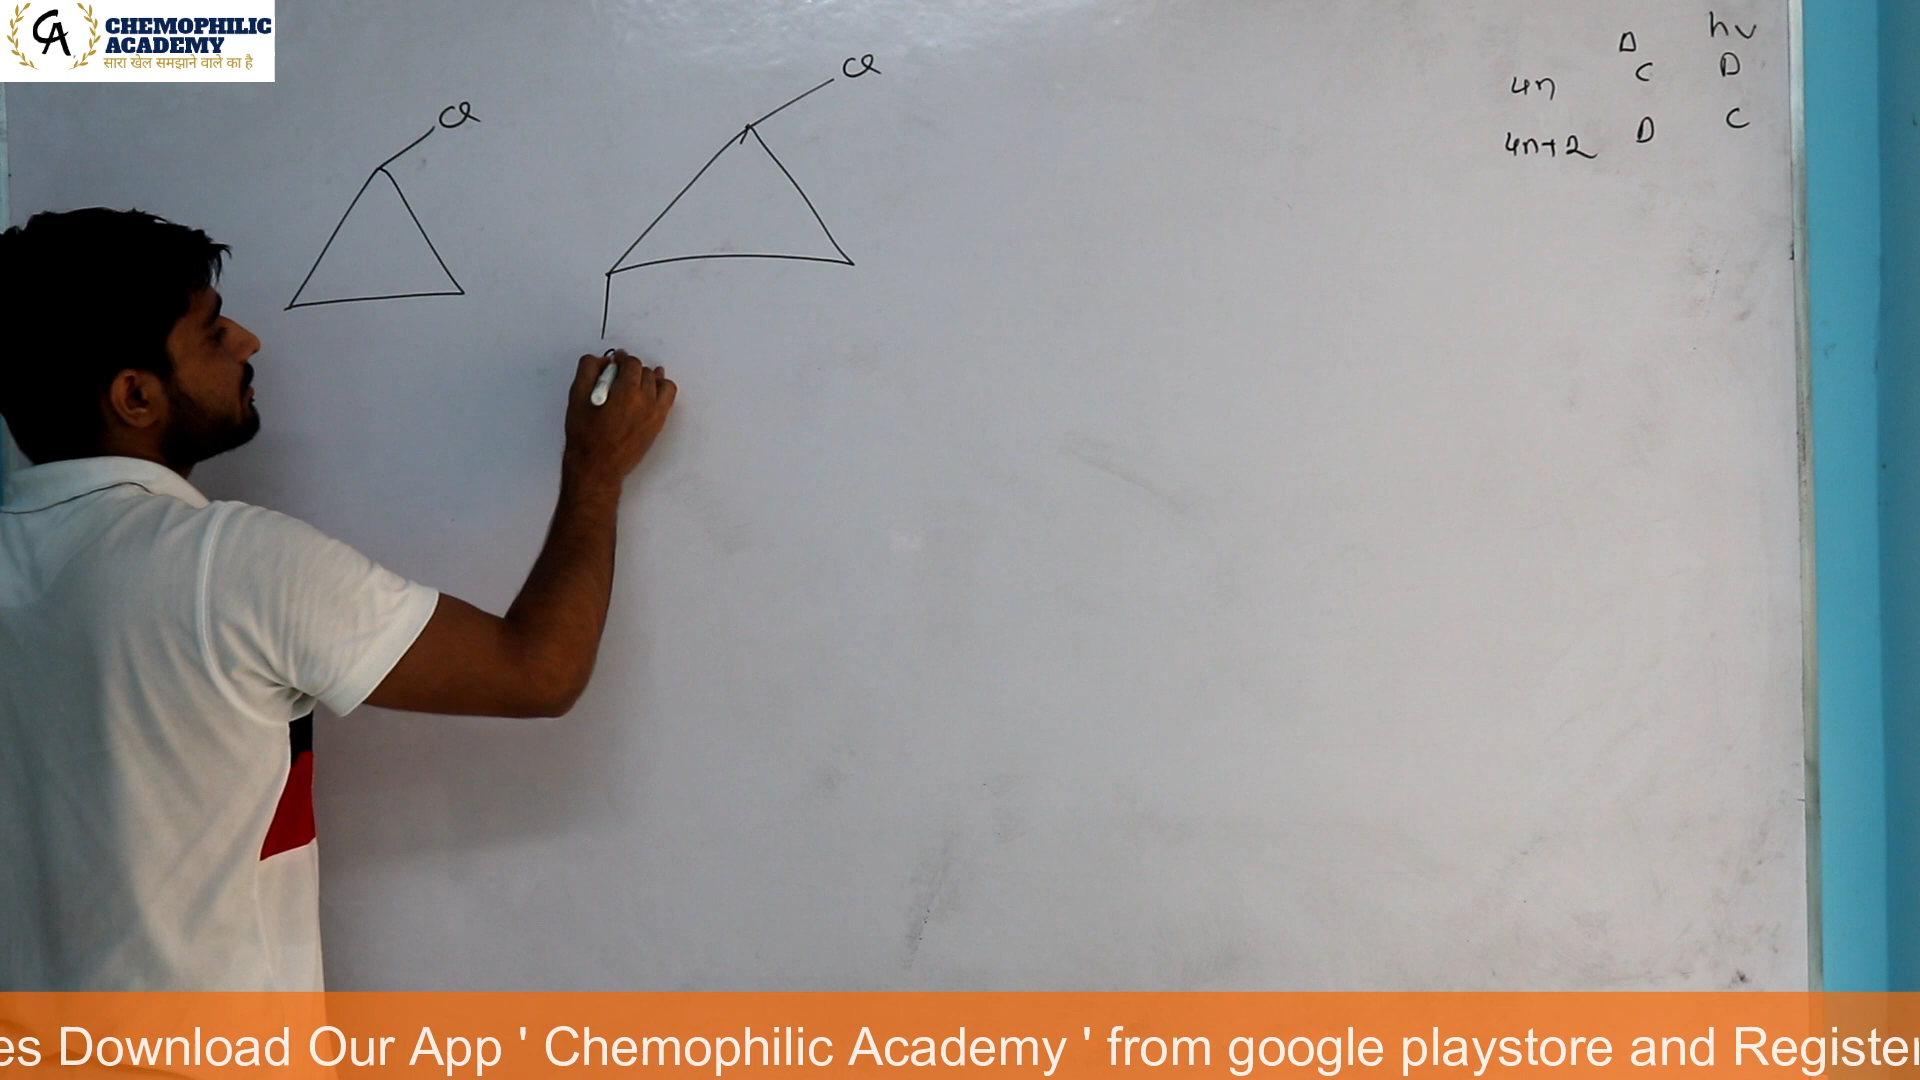 CA
CHEMOPHILIC
ACADEMY
सारा खेल समझाने वाले का है
Cl
Cl
Δ hν
4n C D
4n+2 D C
es Download Our App ' Chemophilic Academy ' from google playstore and Register